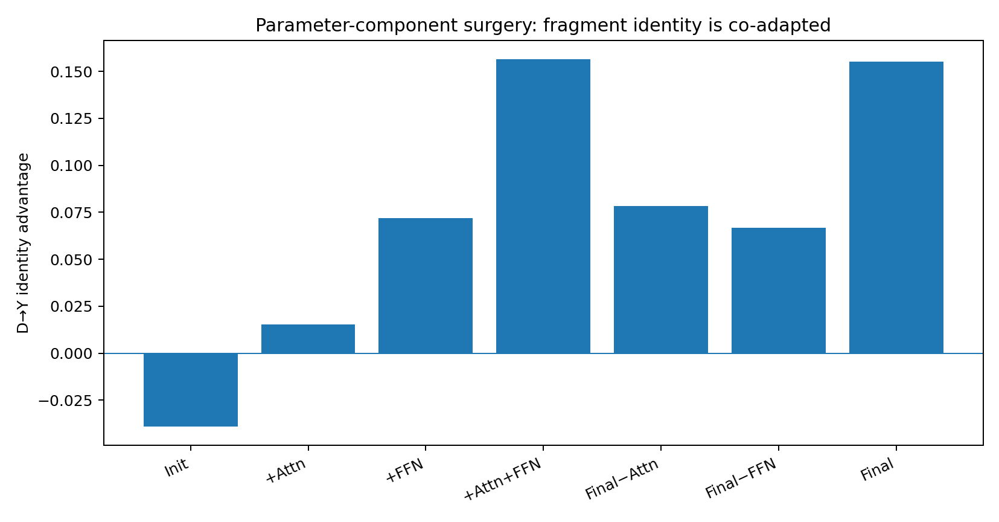 Parameter-component surgery: fragment identity is co-adapted
D→Y identity advantage
0.150
0.125
0.100
0.075
0.050
0.025
0.000
−0.025
Init
+Attn
+FFN
+Attn+FFN
Final−Attn
Final−FFN
Final